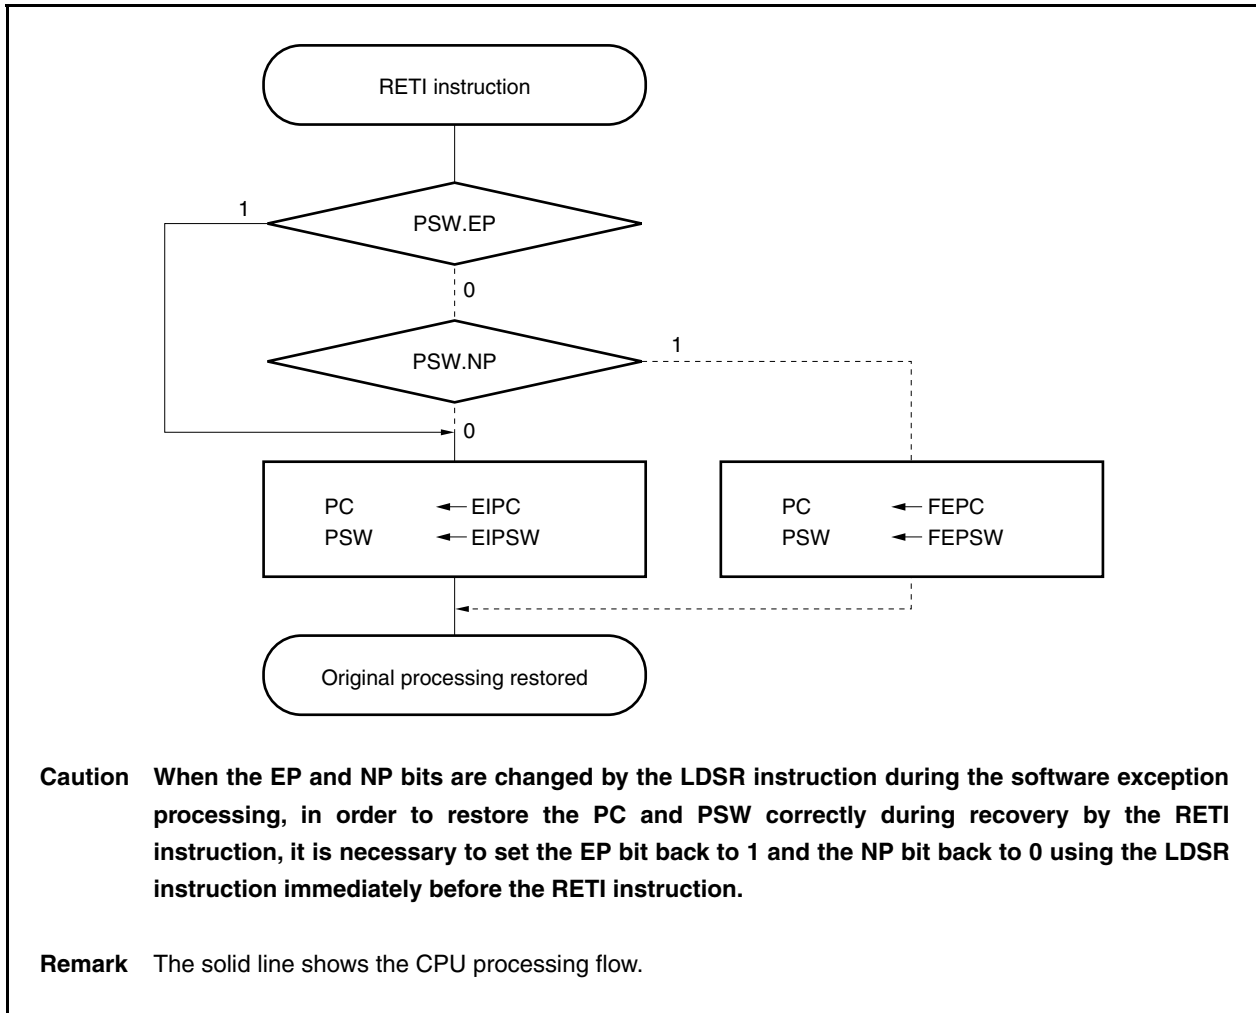 RETI instruction
1
PSW.EP
0
PSW.NP
1
0
PC ← EIPC
PSW ← EIPSW
PC ← FEPC
PSW ← FEPSW
Original processing restored
Caution When the EP and NP bits are changed by the LDSR instruction during the software exception
processing, in order to restore the PC and PSW correctly during recovery by the RETI
instruction, it is necessary to set the EP bit back to 1 and the NP bit back to 0 using the LDSR
instruction immediately before the RETI instruction.
Remark The solid line shows the CPU processing flow.